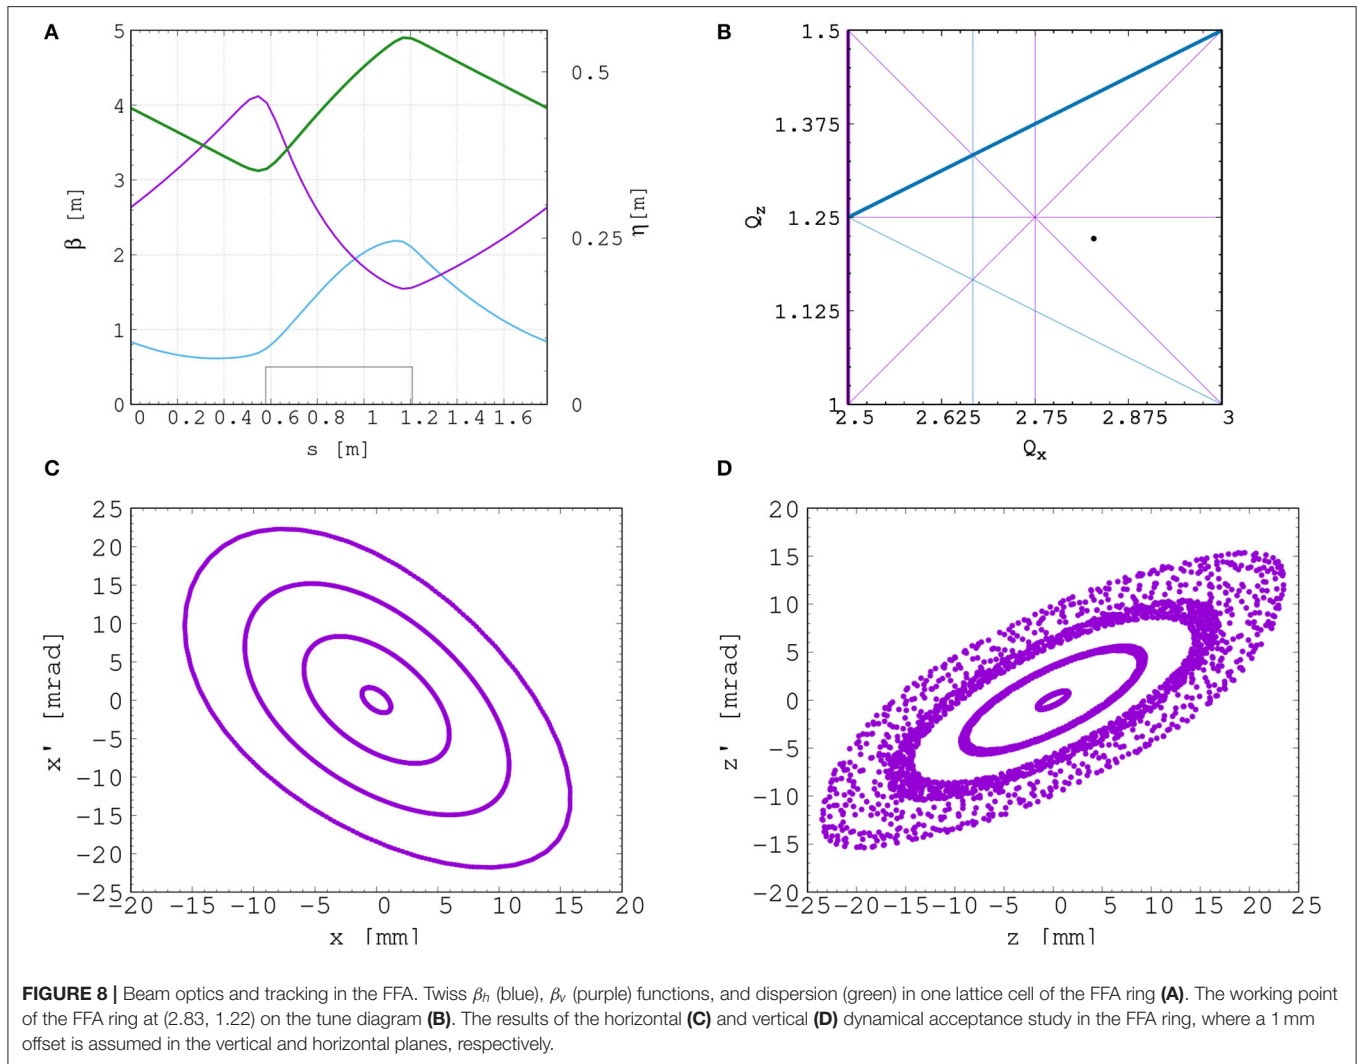 A
5
4
3
2
1
0
β [m]
0.5
0.25
0
η[m]
0 0.2 0.4 0.6 0.8 1 1.2 1.4 1.6
s [m]
B
1.5
1.375
1.25
1.125
1
Qz
2.5 2.625 2.75 2.875 3
Qx
C
25
20
15
10
5
0
−5
−10
−15
−20
−25
x' [mrad]
−20 −15 −10 −5 0 5 10 15 20
x [mm]
D
20
15
10
5
0
−5
−10
−15
−20
z' [mrad]
−25 −20 −15 −10 −5 0 5 10 15 20 25
z [mm]
FIGURE 8 | Beam optics and tracking in the FFA. Twiss βh (blue), βv (purple) functions, and dispersion (green) in one lattice cell of the FFA ring (A). The working point
of the FFA ring at (2.83, 1.22) on the tune diagram (B). The results of the horizontal (C) and vertical (D) dynamical acceptance study in the FFA ring, where a 1 mm
offset is assumed in the vertical and horizontal planes, respectively.